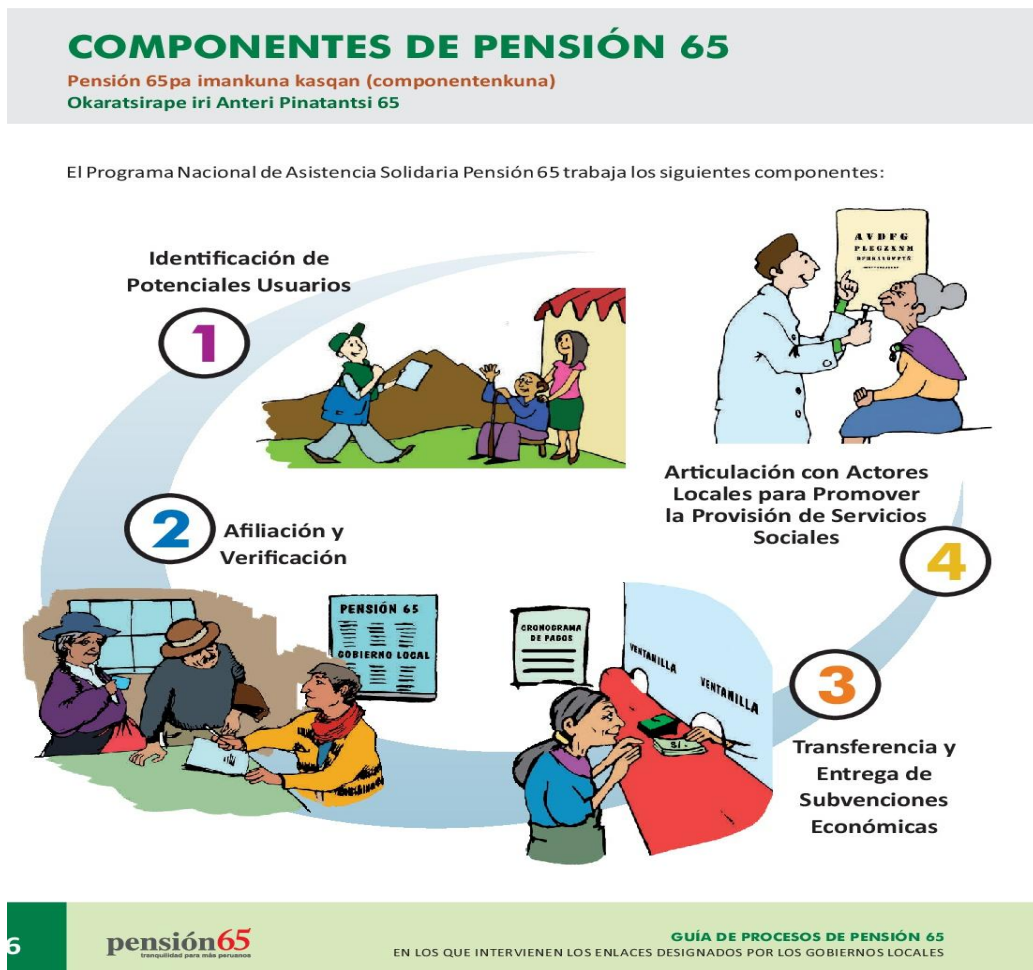 COMPONENTES DE PENSIÓN 65
Pensión 65pa imankuna kasqan (componentenkuna)
Okaratsirape iri Anteri Pinatantsi 65
El Programa Nacional de Asistencia Solidaria Pensión 65 trabaja los siguientes componentes:
Identificación de
Potenciales Usuarios
1
AVDFG
PLEGZKNM
Articulación con Actores
Locales para Promover
la Provisión de Servicios
Sociales
4
2
Afiliación y
Verificación
PENSIÓN 65
GOBIERNO LOCAL
CRONOGRAMA
DE PAGOS
VENTANILLA
VENTANILLA
S/.
3
Transferencia y
Entrega de
Subvenciones
Económicas
6
pensión65
tranquilidad para más peruanos
GUÍA DE PROCESOS DE PENSIÓN 65
EN LOS QUE INTERVIENEN LOS ENLACES DESIGNADOS POR LOS GOBIERNOS LOCALES